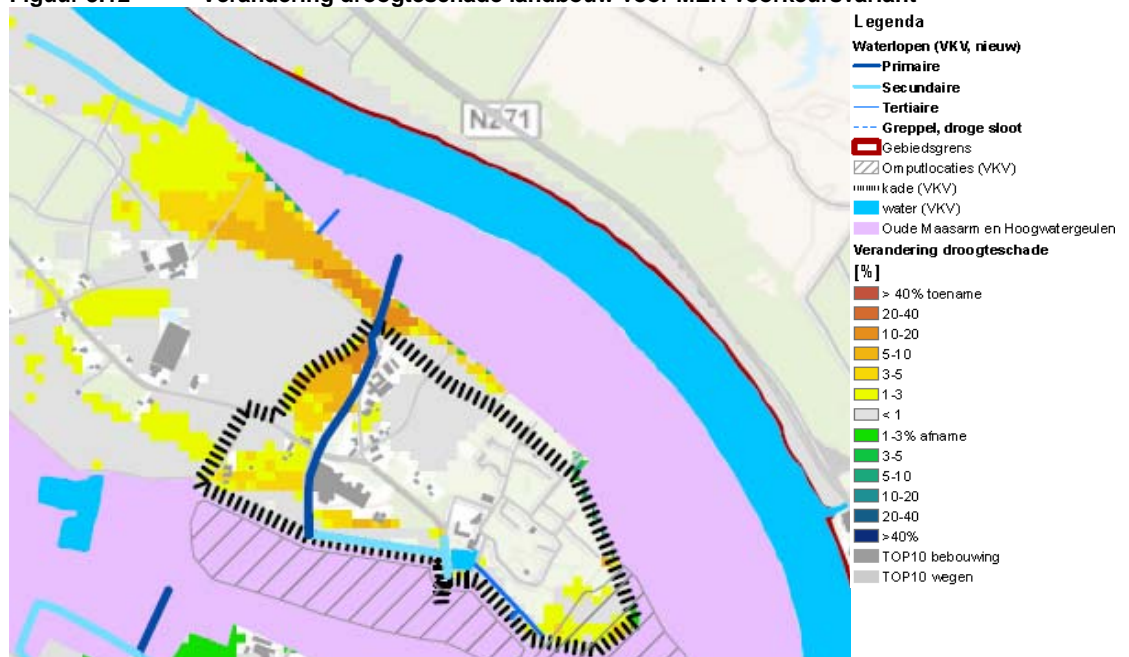 Figuur 5.12 Verandering droogteschade landbouw voor MER voorkeursvariant
N271
Legenda
Waterlopen (VKV, nieuw)
Primaire
Secundaire
Tertiaire
Greppel, droge sloot
Gebiedsgrens
Omputlocaties (VKV)
kade (VKV)
water (VKV)
Oude Maasarm en Hoogwatergeulen
Verandering droogteschade
[%]
> 40% toename
20-40
10-20
5-10
3-5
1-3
< 1
1-3% afname
3-5
5-10
10-20
20-40
>40%
TOP10 bebouwing
TOP10 wegen